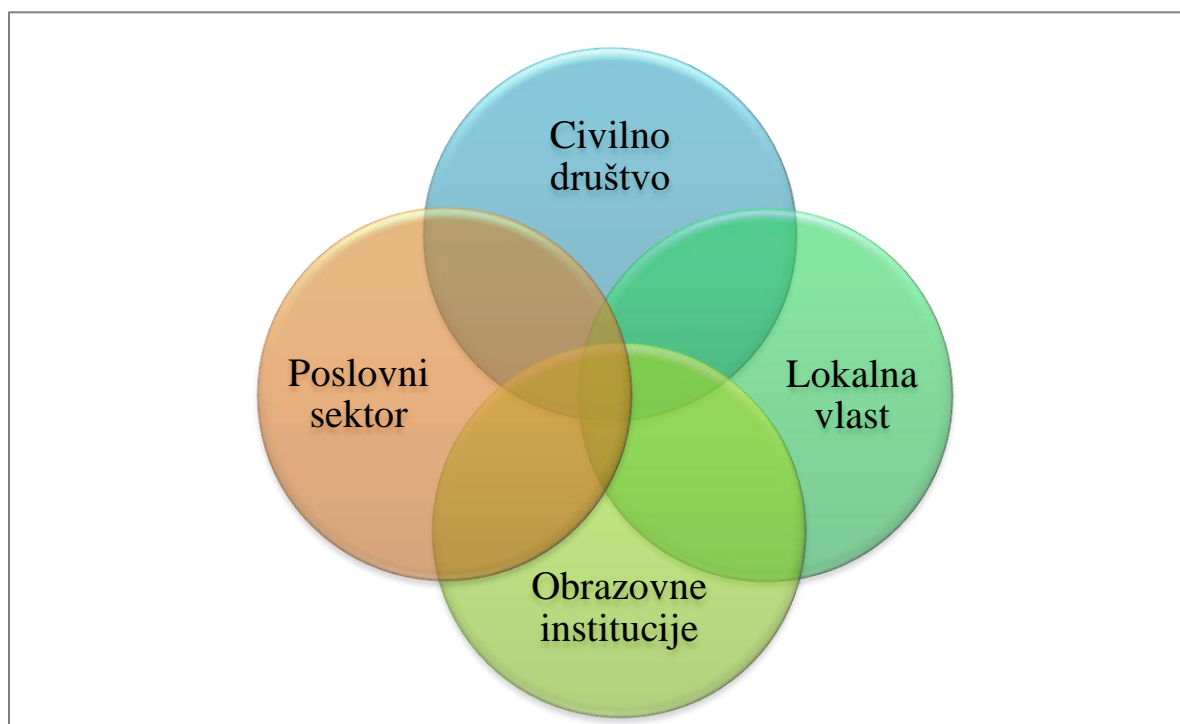 Civilno
društvo
Poslovni
sektor
Lokalna
vlast
Obrazovne
institucije